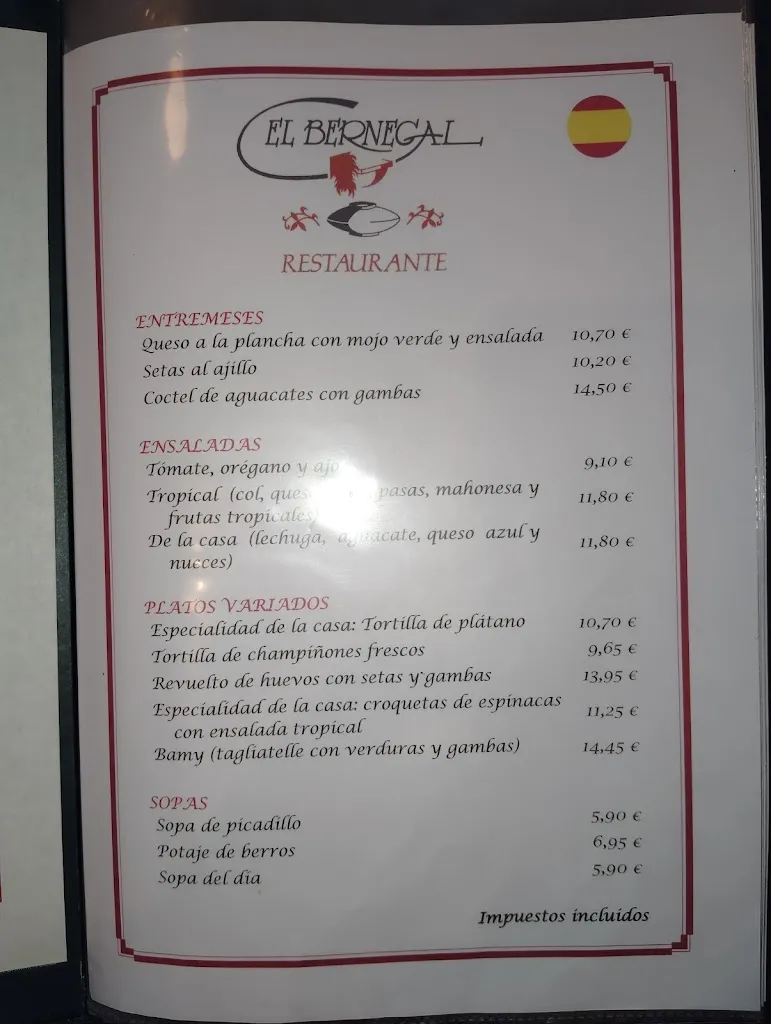 EL BERNEGAL
RESTAURANTE
ENTREMESES
Queso a la plancha con mojo verde y ensalada 10,70 €
Setas al ajillo 10,20 €
Coctel de aguacates con gambas 14,50 €
ENSALADAS
Tómate, orégano y ajo 9,10 €
Tropical (col, pasas, mahonesa y 11,80 €
frutas tropicales)
De la casa (lechuga, aguacate, queso azul y 11,80 €
nucces)
PLATOS VARIADOS
Especialidad de la casa: Tortilla de plátano 10,70 €
Tortilla de champiñones frescos 9,65 €
Revuelto de huevos con setas y gambas 13,95 €
Especialidad de la casa: croquetas de espinacas 11,25 €
con ensalada tropical
Bamy (tagliatelle con verduras y gambas) 14,45 €
SOPAS
Sopa de picadillo 5,90 €
Potaje de berros 6,95 €
Sopa del día 5,90 €
Impuestos incluidos